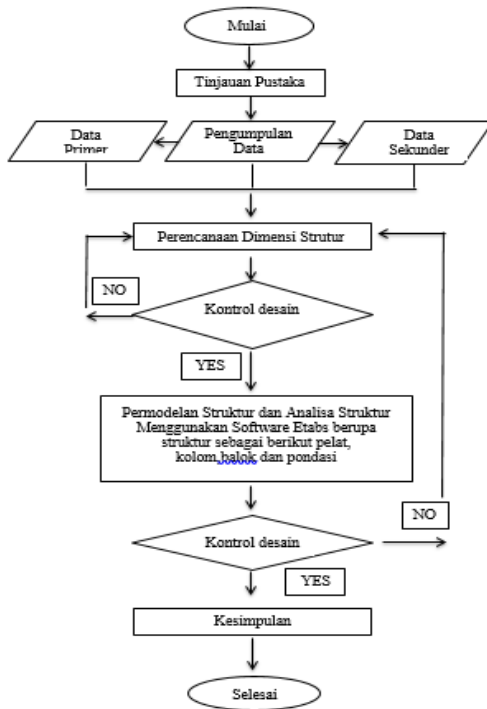 Mulai
Tinjauan Pustaka
Data
Primer
Pengumpulan
Data
Data
Sekunder
Perencanaan Dimensi Strutur
NO
Kontrol desain
YES
Permodelan Struktur dan Analisa Struktur
Menggunakan Software Etabs berupa
struktur sebagai berikut pelat,
kolom,balok dan pondasi
NO
Kontrol desain
YES
Kesimpulan
Selesai